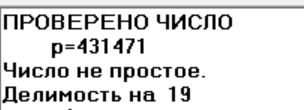 ПРОВЕРЕНО ЧИСЛО
p=431471
Число не простое.
Делимость на 19